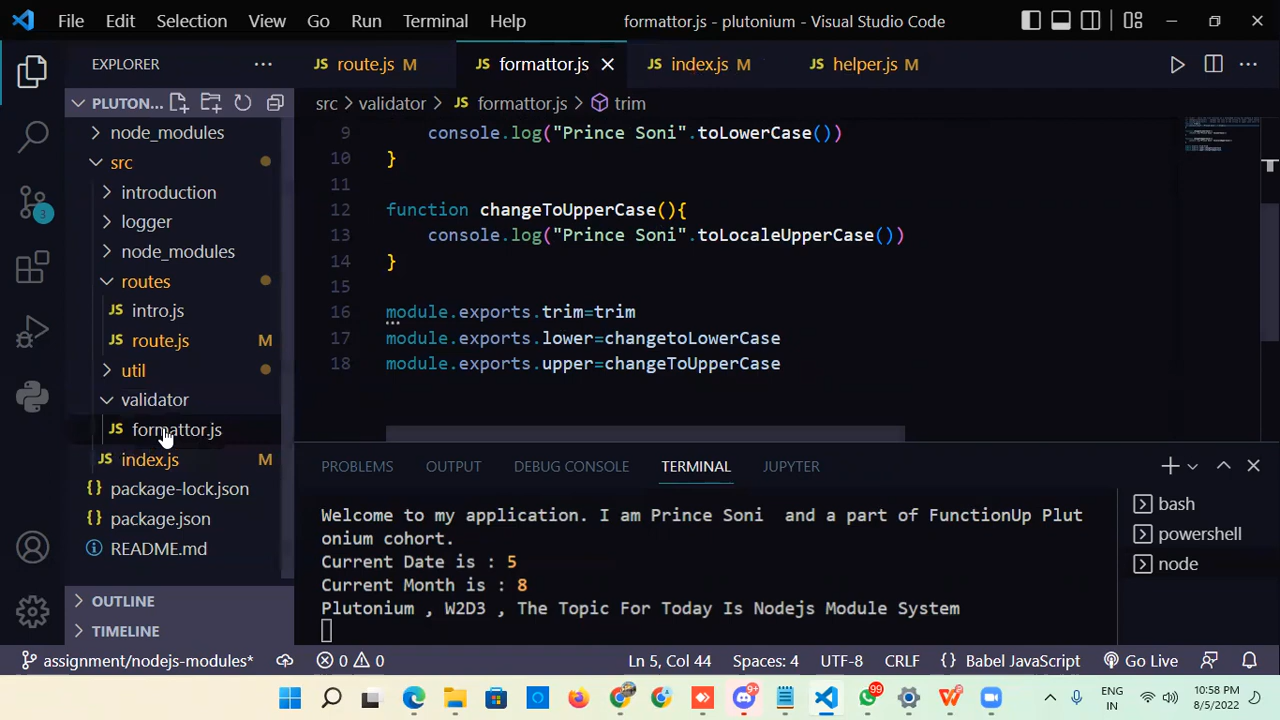 File Edit Selection View Go Run Terminal Help formattor.js - plutonium - Visual Studio Code
EXPLORER
PLUTON...
node_modules
src
introduction
logger
node_modules
routes
intro.js
route.js M
util
validator
formattor.js
index.js M
package-lock.json
package.json
README.md
OUTLINE
TIMELINE
3
JS route.js M JS formattor.js JS index.js M JS helper.js M
src > validator > JS formattor.js > trim
9 console.log("Prince Soni".toLowerCase())
10 }
11
12 function changeToUpperCase(){
13 console.log("Prince Soni".toLocaleUpperCase())
14 }
15
16 module.exports.trim=trim
17 module.exports.lower=changetoLowerCase
18 module.exports.upper=changeToUpperCase
PROBLEMS OUTPUT DEBUG CONSOLE TERMINAL JUPYTER
Welcome to my application. I am Prince Soni  and a part of FunctionUp Plut
onium cohort.
Current Date is : 5
Current Month is : 8
Plutonium , W2D3 , The Topic For Today Is Nodejs Module System
bash
powershell
node
assignment/nodejs-modules* 0 0 Ln 5, Col 44 Spaces: 4 UTF-8 CRLF {} Babel JavaScript Go Live
9+ 99 ENG
IN
10:58 PM
8/5/2022